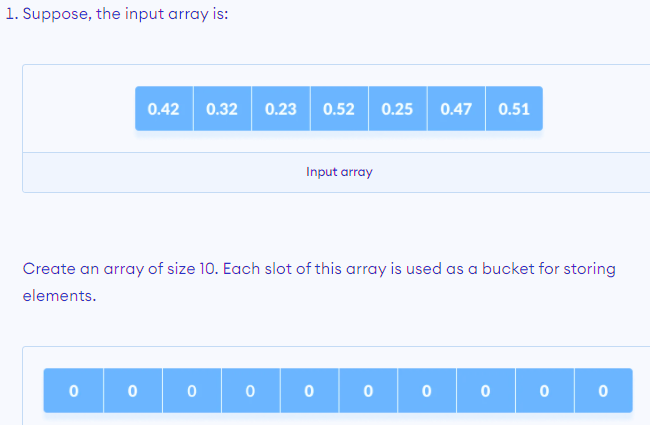 1. Suppose, the input array is:
0.42 0.32 0.23 0.52 0.25 0.47 0.51
Input array
Create an array of size 10. Each slot of this array is used as a bucket for storing
elements.
0 0 0 0 0 0 0 0 0 0